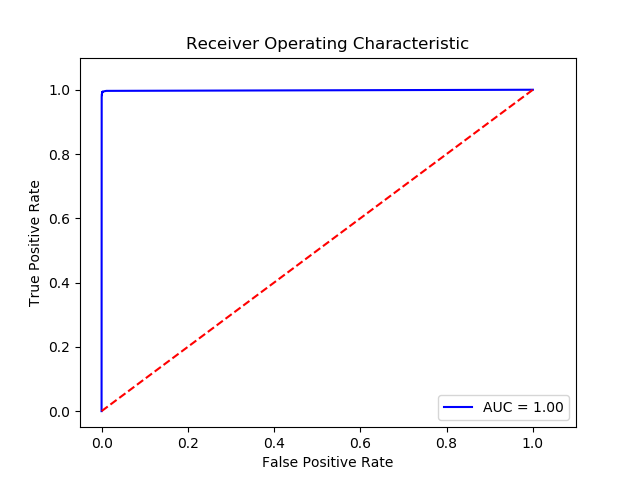 Receiver Operating Characteristic
1.0
0.8
0.6
0.4
0.2
0.0
True Positive Rate
AUC = 1.00
0.0 0.2 0.4 0.6 0.8 1.0
False Positive Rate